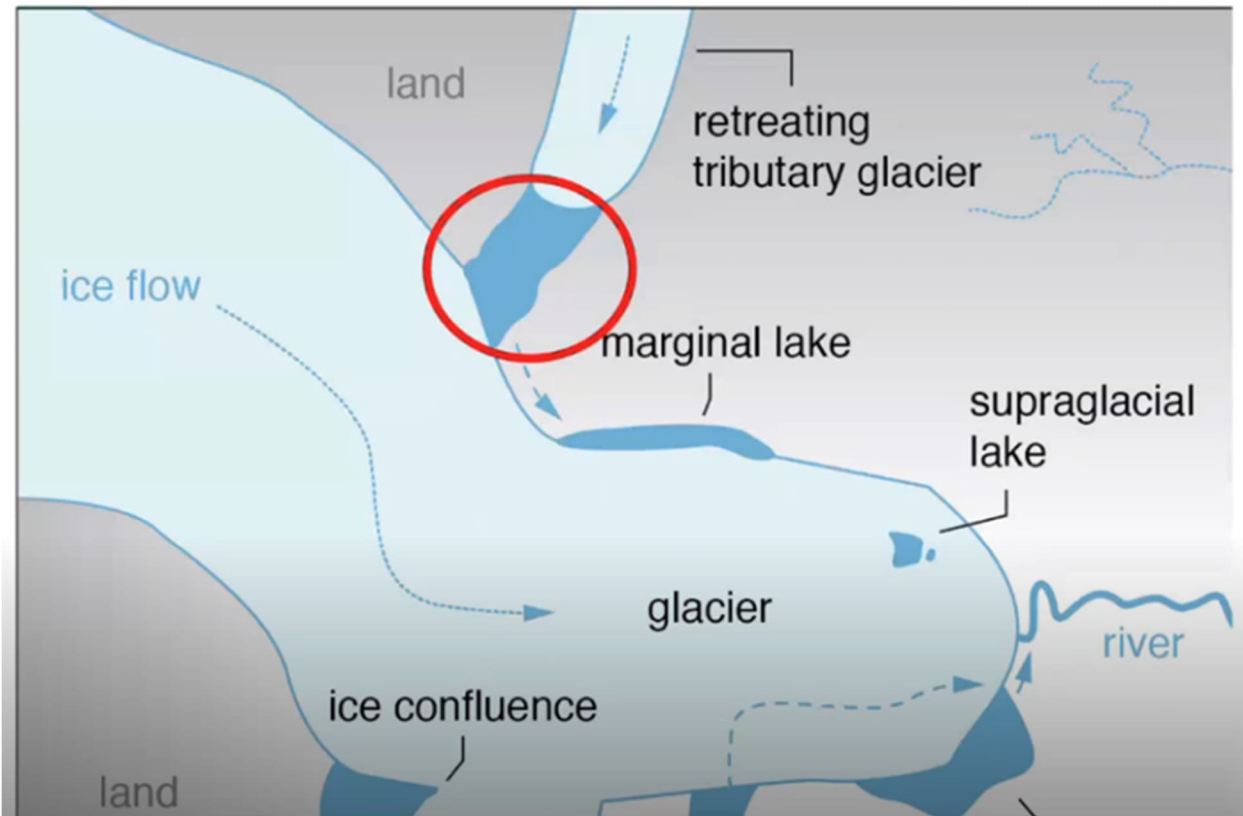 land
retreating
tributary glacier
ice flow
marginal lake
supraglacial
lake
glacier
river
ice confluence
land